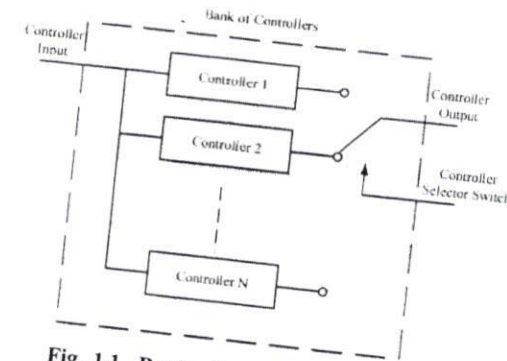 Bank of Controllers
Controller
Input
Controller 1
Controller 2
Controller
Output
Controller
Selector Switch
Controller N
Fig. 1.1